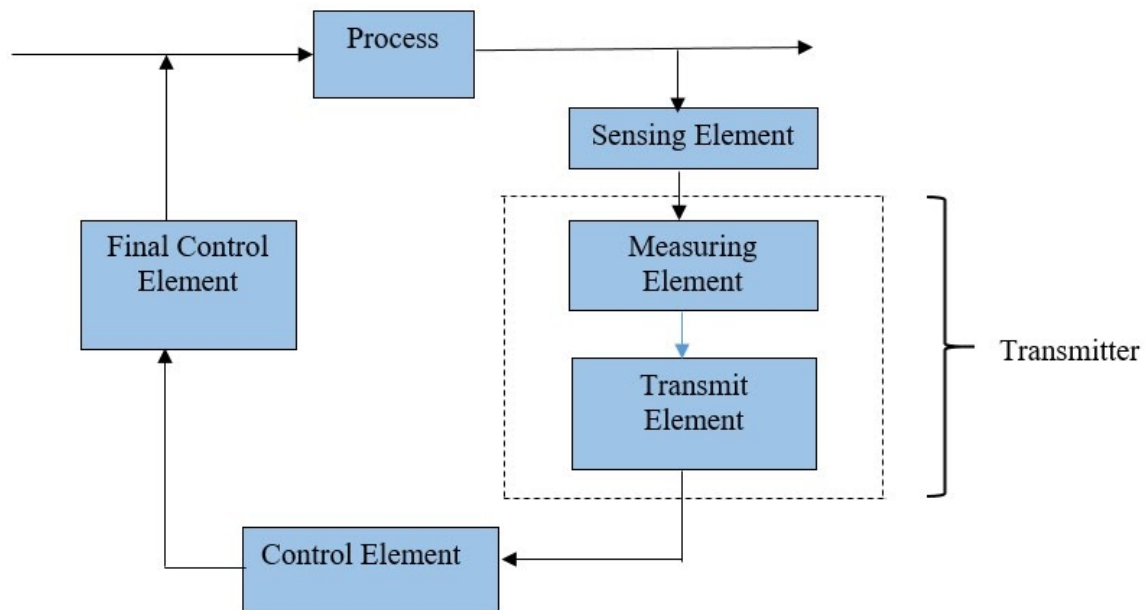 Process
Sensing Element
Final Control
Element
Measuring
Element
Transmit
Element
Transmitter
Control Element